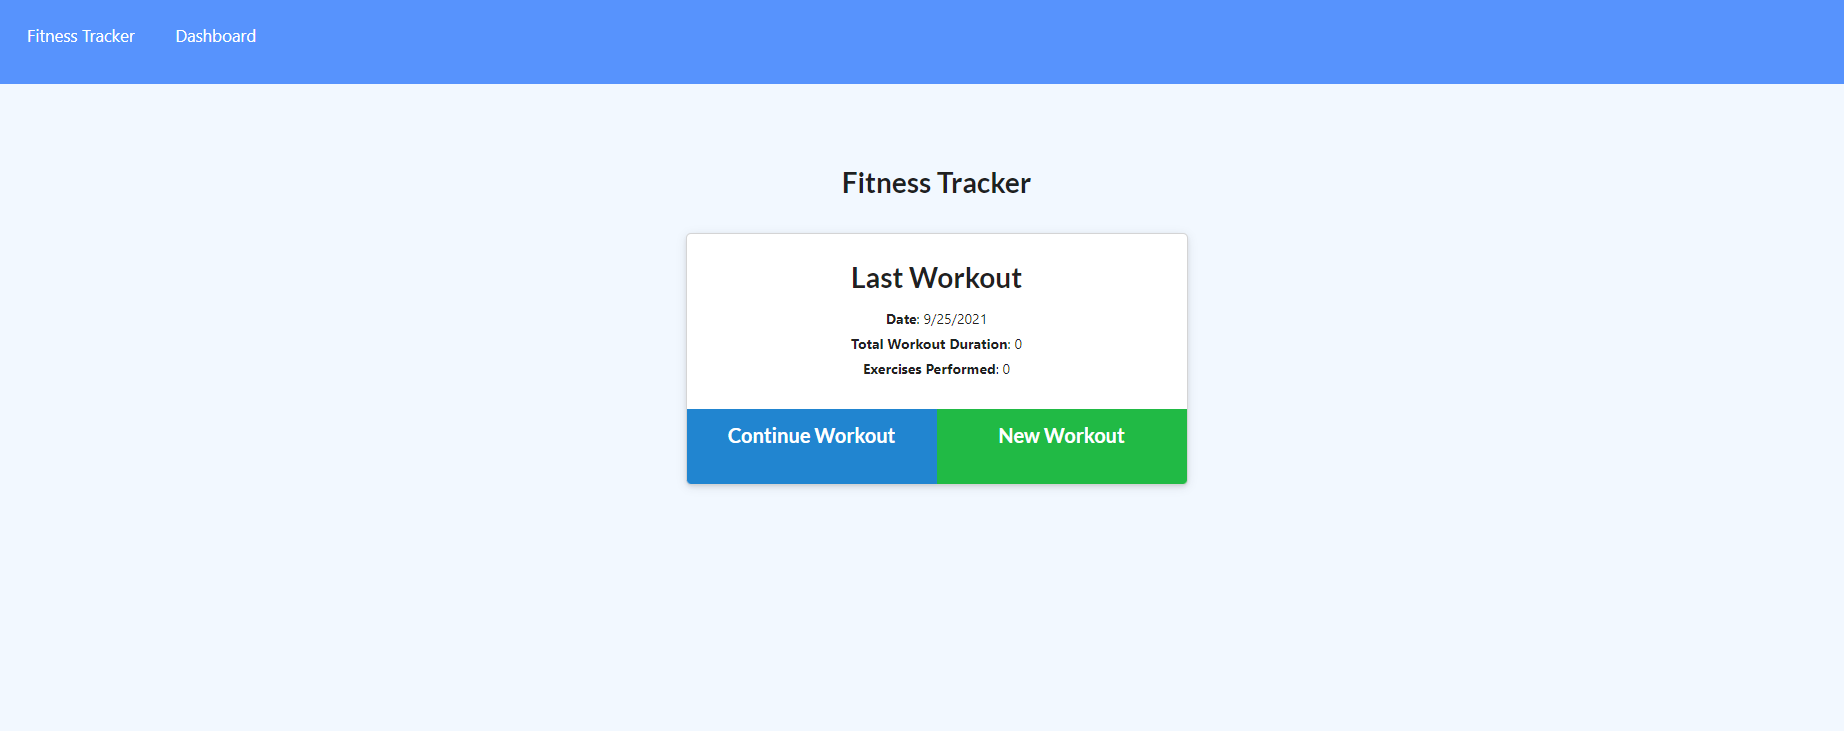 Fitness Tracker Dashboard
Fitness Tracker
Last Workout
Date: 9/25/2021
Total Workout Duration: 0
Exercises Performed: 0
Continue Workout New Workout